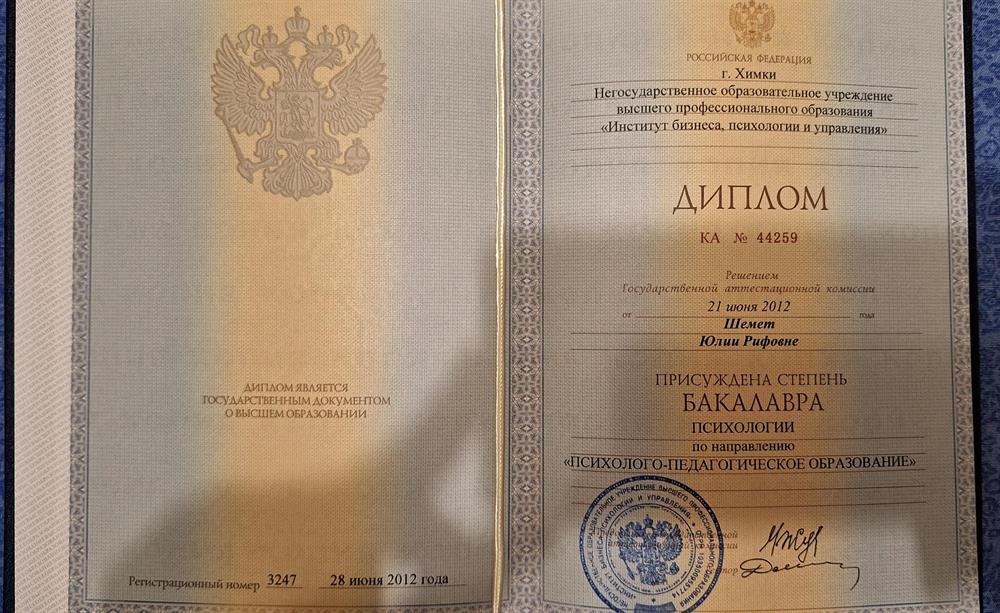 ДИПЛОМ ЯВЛЯЕТСЯ
ГОСУДАРСТВЕННЫМ ДОКУМЕНТОМ
О ВЫСШЕМ ОБРАЗОВАНИИ
Регистрационный номер 3247 28 июня 2012 года
РОССИЙСКАЯ ФЕДЕРАЦИЯ
г. Химки
Негосударственное образовательное учреждение
высшего профессионального образования
«Институт бизнеса, психологии и управления»
ДИПЛОМ
КА № 44259
Решением
Государственной аттестационной комиссии
от 21 июня 2012 года
Шемет
Юлии Рифовне
ПРИСУЖДЕНА СТЕПЕНЬ
БАКАЛАВРА
ПСИХОЛОГИИ
по направлению
«ПСИХОЛОГО-ПЕДАГОГИЧЕСКОЕ ОБРАЗОВАНИЕ»